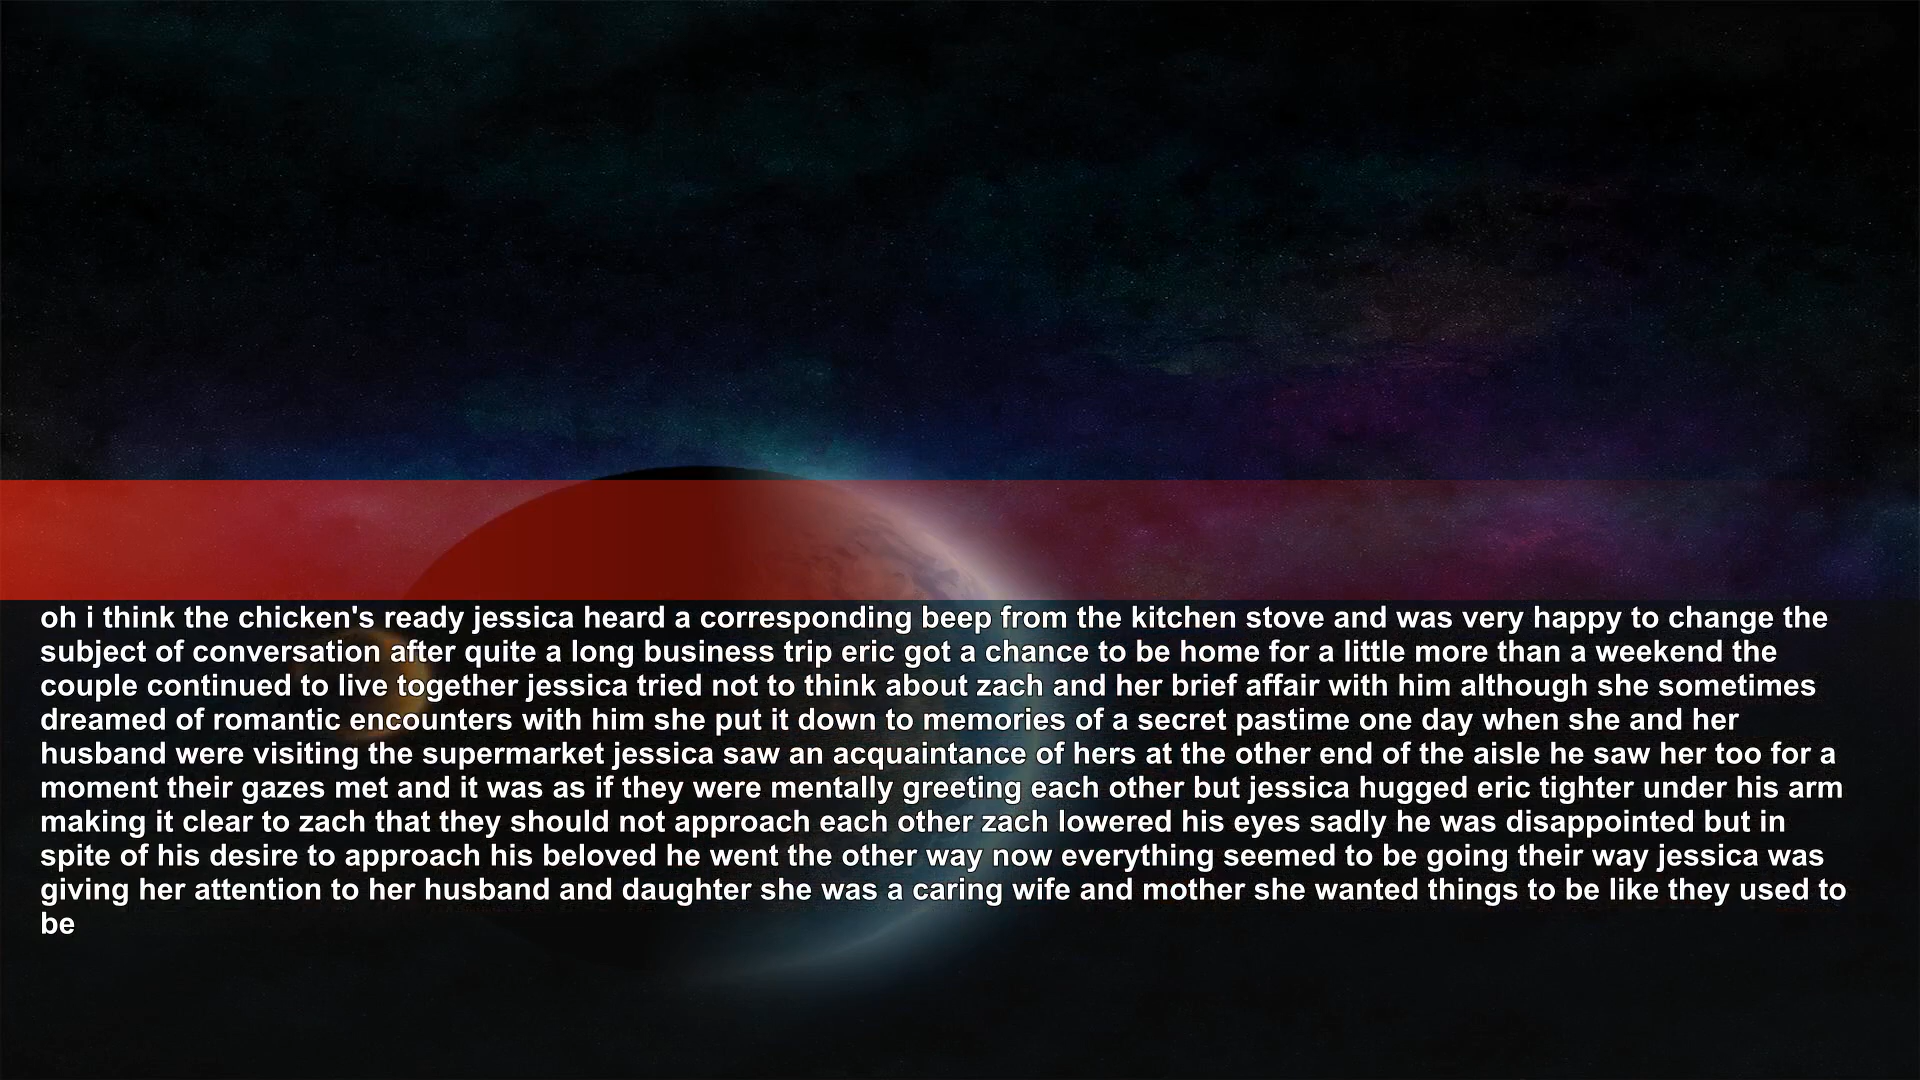 oh i think the chicken's ready jessica heard a corresponding beep from the kitchen stove and was very happy to change the
subject of conversation after quite a long business trip eric got a chance to be home for a little more than a weekend the
couple continued to live together jessica tried not to think about zach and her brief affair with him although she sometimes
dreamed of romantic encounters with him she put it down to memories of a secret pastime one day when she and her
husband were visiting the supermarket jessica saw an acquaintance of hers at the other end of the aisle he saw her too for a
moment their gazes met and it was as if they were mentally greeting each other but jessica hugged eric tighter under his arm
making it clear to zach that they should not approach each other zach lowered his eyes sadly he was disappointed but in
spite of his desire to approach his beloved he went the other way now everything seemed to be going their way jessica was
giving her attention to her husband and daughter she was a caring wife and mother she wanted things to be like they used to
be